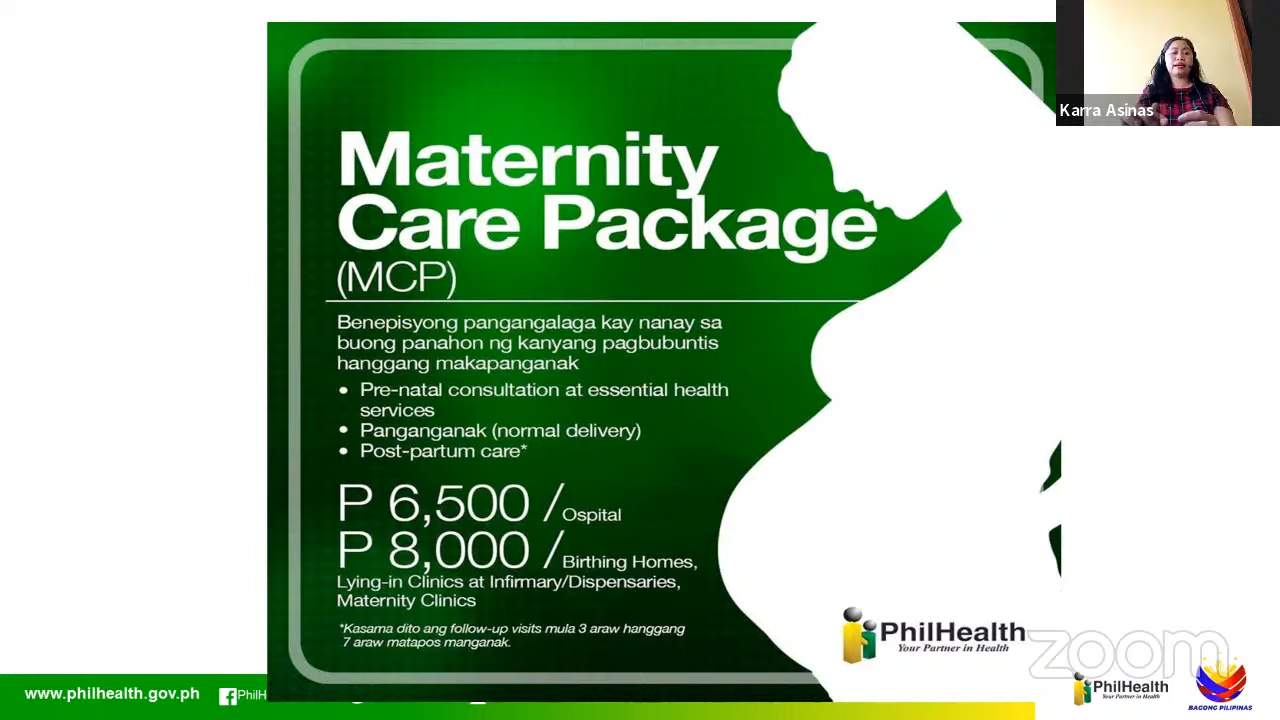 Karra Asinas
Maternity
Care Package
(MCP)
Benepisyong pangangalaga kay nanay sa
buong panahon ng kanyang pagbubuntis
hanggang makapanganak
• Pre-natal consultation at essential health
services
• Panganganak (normal delivery)
• Post-partum care*
P 6,500 / Ospital
P 8,000 / Birthing Homes,
Lying-in Clinics at Infirmary/Dispensaries,
Maternity Clinics
*Kasama dito ang follow-up visits mula 3 araw hanggang
7 araw matapos manganak.
PhilHealth
Your Partner in Health
zoom
www.philhealth.gov.ph
PhilHealth
Your Partner in Health
BAGONG PILIPINAS